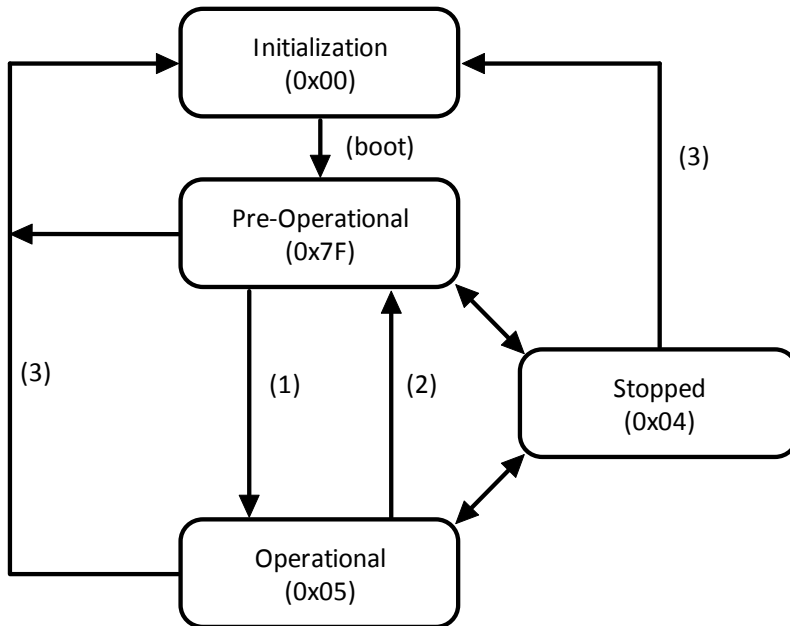 Initialization
(0x00)
(boot)
(3)
Pre-Operational
(0x7F)
(3)
(1)
(2)
Stopped
(0x04)
Operational
(0x05)